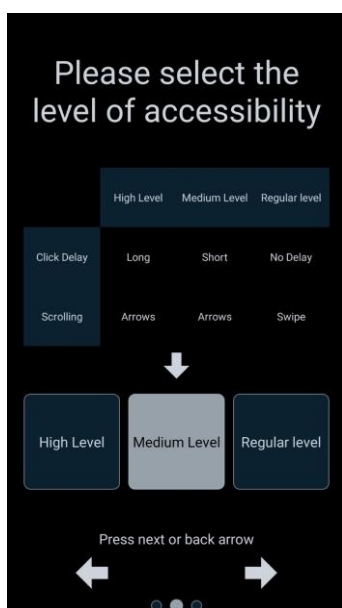 Please select the
level of accessibility
High Level Medium Level Regular level
Click Delay Long Short No Delay
Scrolling Arrows Arrows Swipe
High Level Medium Level Regular level
Press next or back arrow